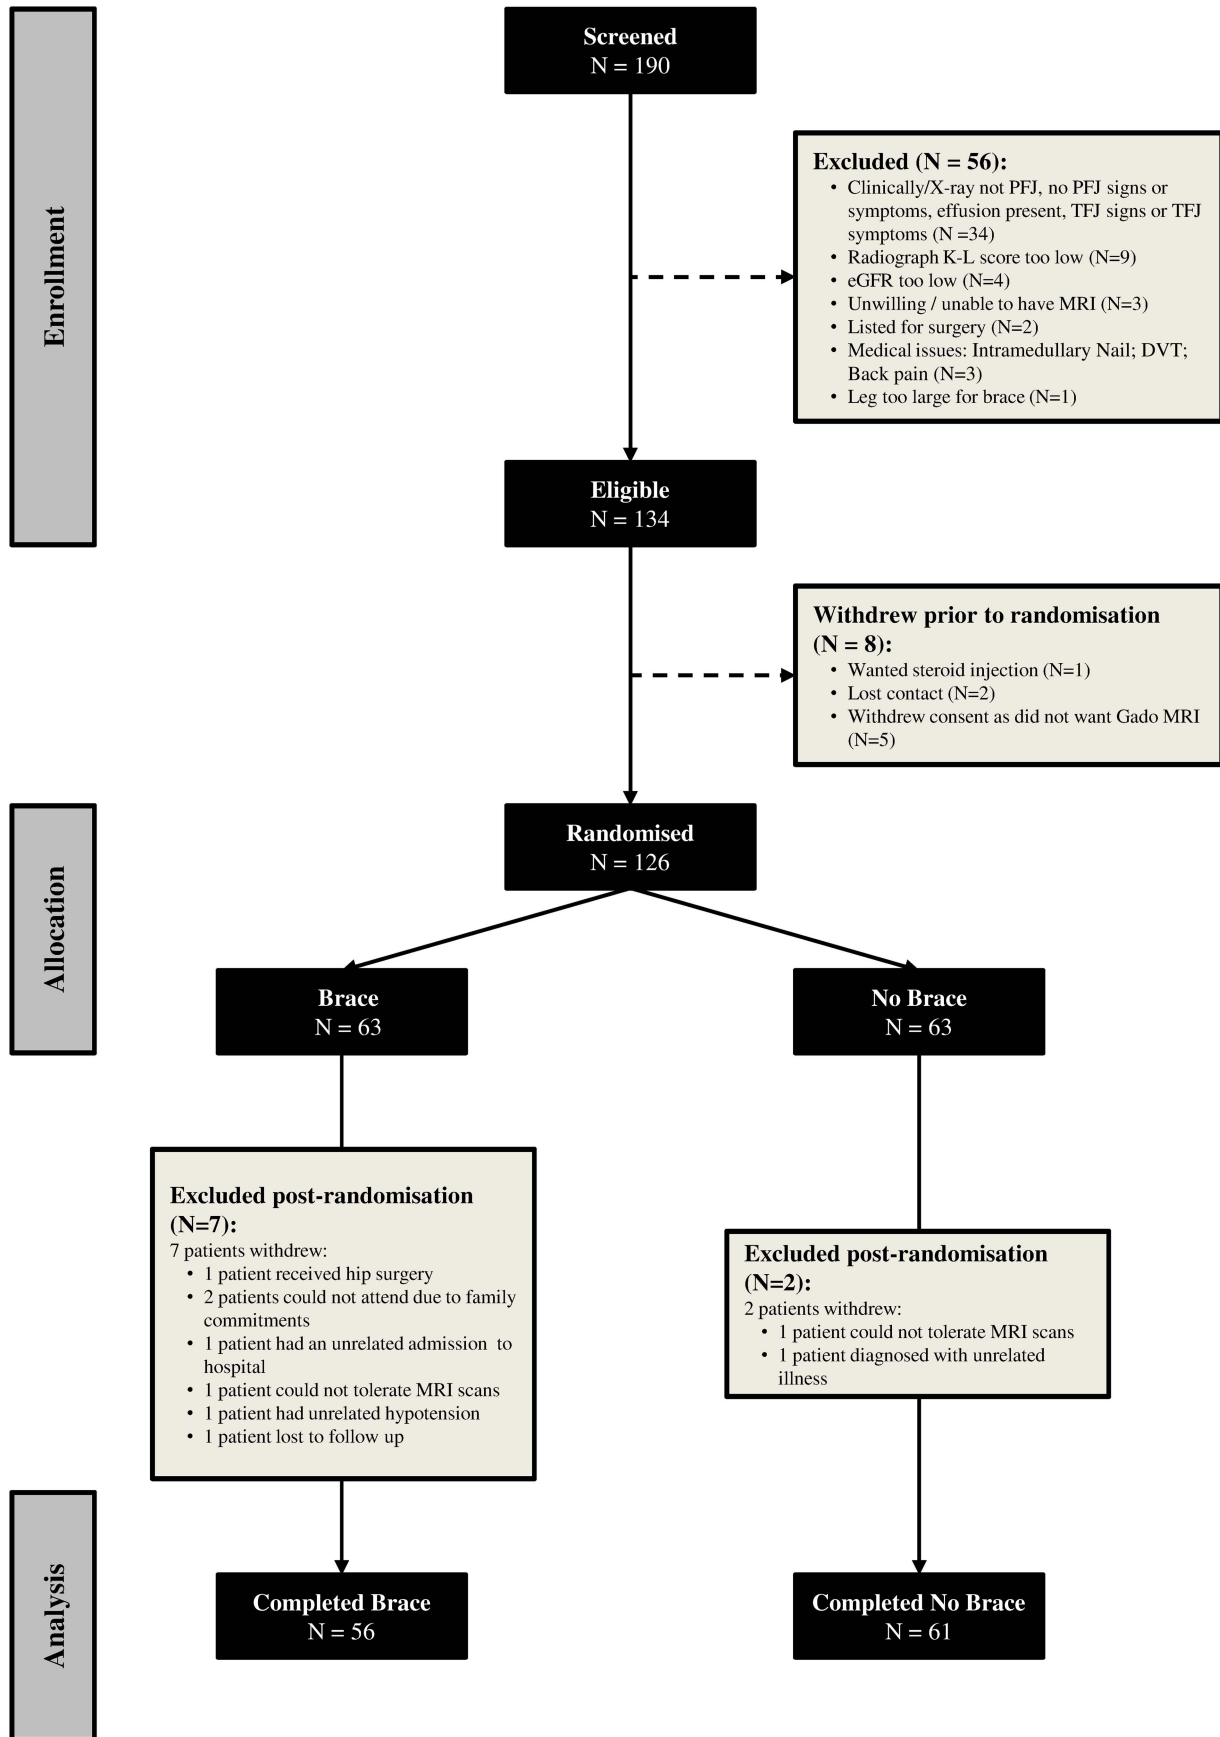 Enrollment
Screened
N = 190
Excluded (N = 56):
• Clinically/X-ray not PFJ, no PFJ signs or
symptoms, effusion present, TFJ signs or TFJ
symptoms (N =34)
• Radiograph K-L score too low (N=9)
• eGFR too low (N=4)
• Unwilling / unable to have MRI (N=3)
• Listed for surgery (N=2)
• Medical issues: Intramedullary Nail; DVT;
Back pain (N=3)
• Leg too large for brace (N=1)
Eligible
N = 134
Withdrew prior to randomisation
(N = 8):
• Wanted steroid injection (N=1)
• Lost contact (N=2)
• Withdrew consent as did not want Gado MRI
(N=5)
Allocation
Randomised
N = 126
Brace
N = 63
No Brace
N = 63
Excluded post-randomisation
(N=7):
7 patients withdrew:
• 1 patient received hip surgery
• 2 patients could not attend due to family
commitments
• 1 patient had an unrelated admission to
hospital
• 1 patient could not tolerate MRI scans
• 1 patient had unrelated hypotension
• 1 patient lost to follow up
Excluded post-randomisation
(N=2):
2 patients withdrew:
• 1 patient could not tolerate MRI scans
• 1 patient diagnosed with unrelated
illness
Analysis
Completed Brace
N = 56
Completed No Brace
N = 61